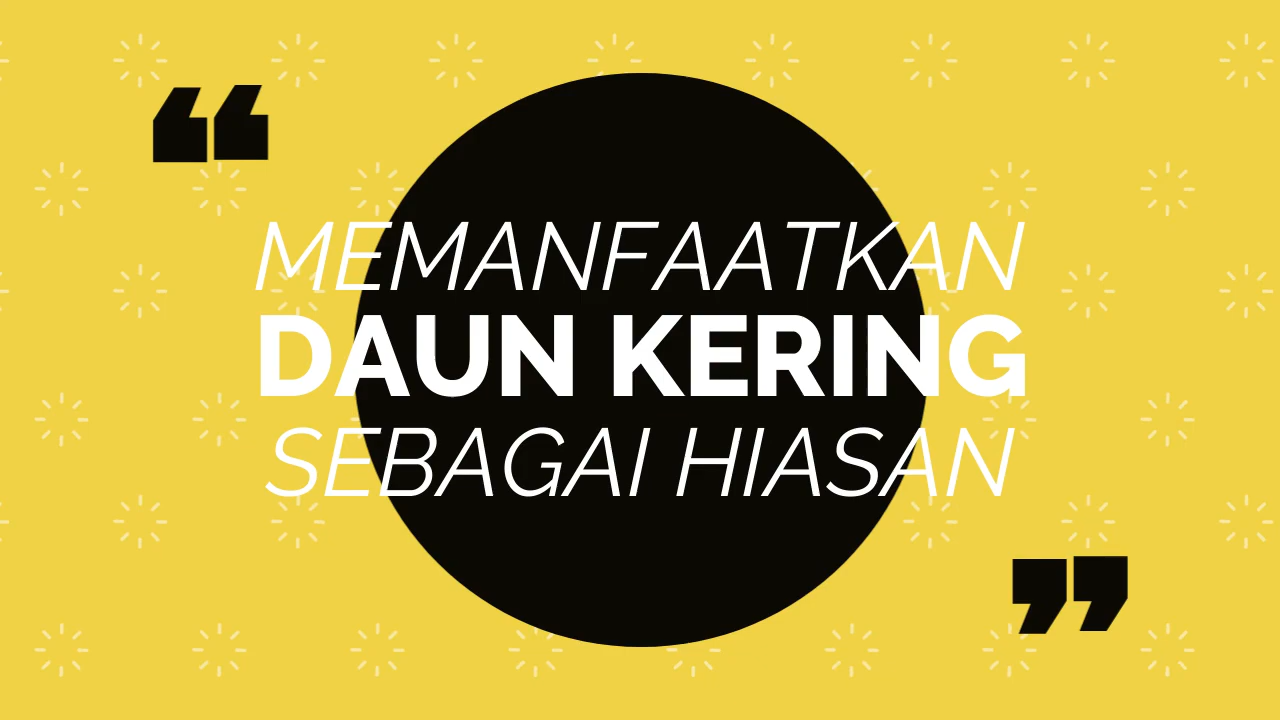 “
MEMANFAATKAN
DAUN KERING
SEBAGAI HIASAN
”